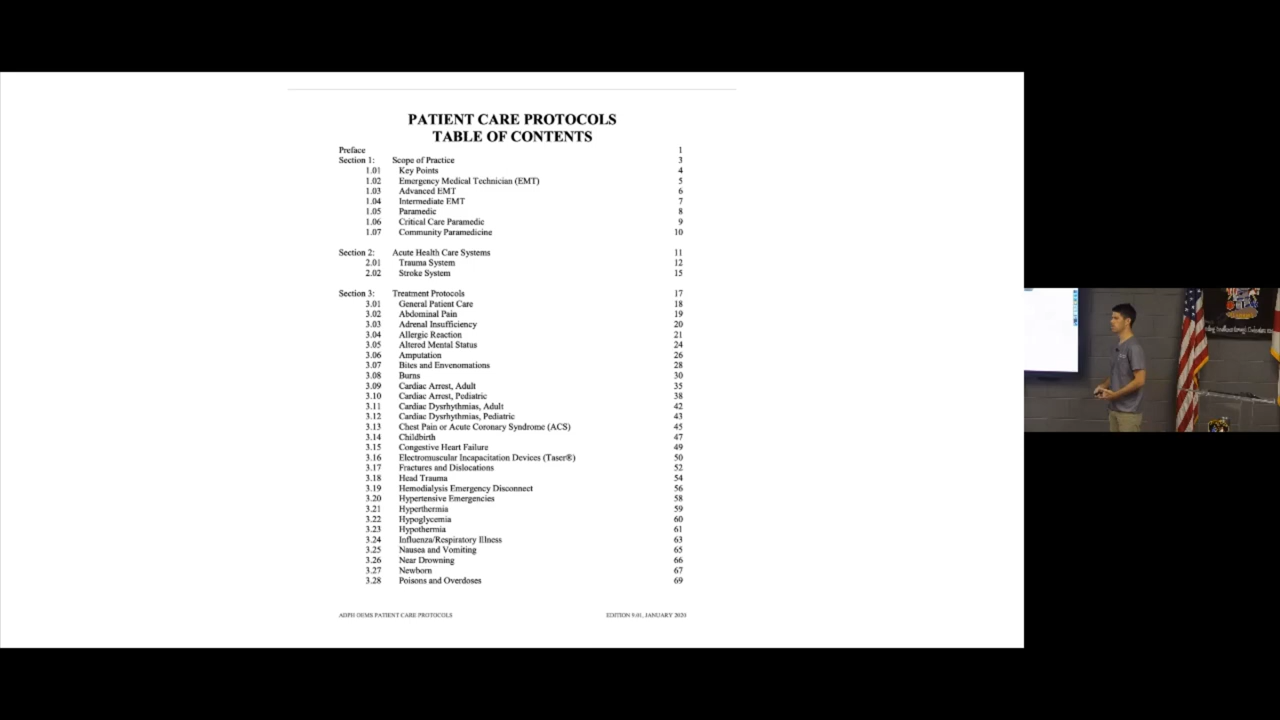 PATIENT CARE PROTOCOLS
TABLE OF CONTENTS
Preface 1
Section 1: Scope of Practice 3
1.01 Key Points 4
1.02 Emergency Medical Technician (EMT) 5
1.03 Advanced EMT 6
1.04 Intermediate EMT 7
1.05 Paramedic 8
1.06 Critical Care Paramedic 9
1.07 Community Paramedicine 10
Section 2: Acute Health Care Systems 11
2.01 Trauma System 12
2.02 Stroke System 15
Section 3: Treatment Protocols 17
3.01 General Patient Care 18
3.02 Abdominal Pain 19
3.03 Adrenal Insufficiency 20
3.04 Allergic Reaction 21
3.05 Altered Mental Status 24
3.06 Amputation 26
3.07 Bites and Envenomations 28
3.08 Burns 30
3.09 Cardiac Arrest, Adult 35
3.10 Cardiac Arrest, Pediatric 38
3.11 Cardiac Dysrhythmias, Adult 42
3.12 Cardiac Dysrhythmias, Pediatric 43
3.13 Chest Pain or Acute Coronary Syndrome (ACS) 45
3.14 Childbirth 47
3.15 Congestive Heart Failure 49
3.16 Electromuscular Incapacitation Devices (Taser®) 50
3.17 Fractures and Dislocations 52
3.18 Head Trauma 54
3.19 Hemodialysis Emergency Disconnect 56
3.20 Hypertensive Emergencies 58
3.21 Hyperthermia 59
3.22 Hypoglycemia 60
3.23 Hypothermia 61
3.24 Influenza/Respiratory Illness 63
3.25 Nausea and Vomiting 65
3.26 Near Drowning 66
3.27 Newborn 67
3.28 Poisons and Overdoses 69
ADPH OEMS PATIENT CARE PROTOCOLS EDITION 9.01, JANUARY 2020